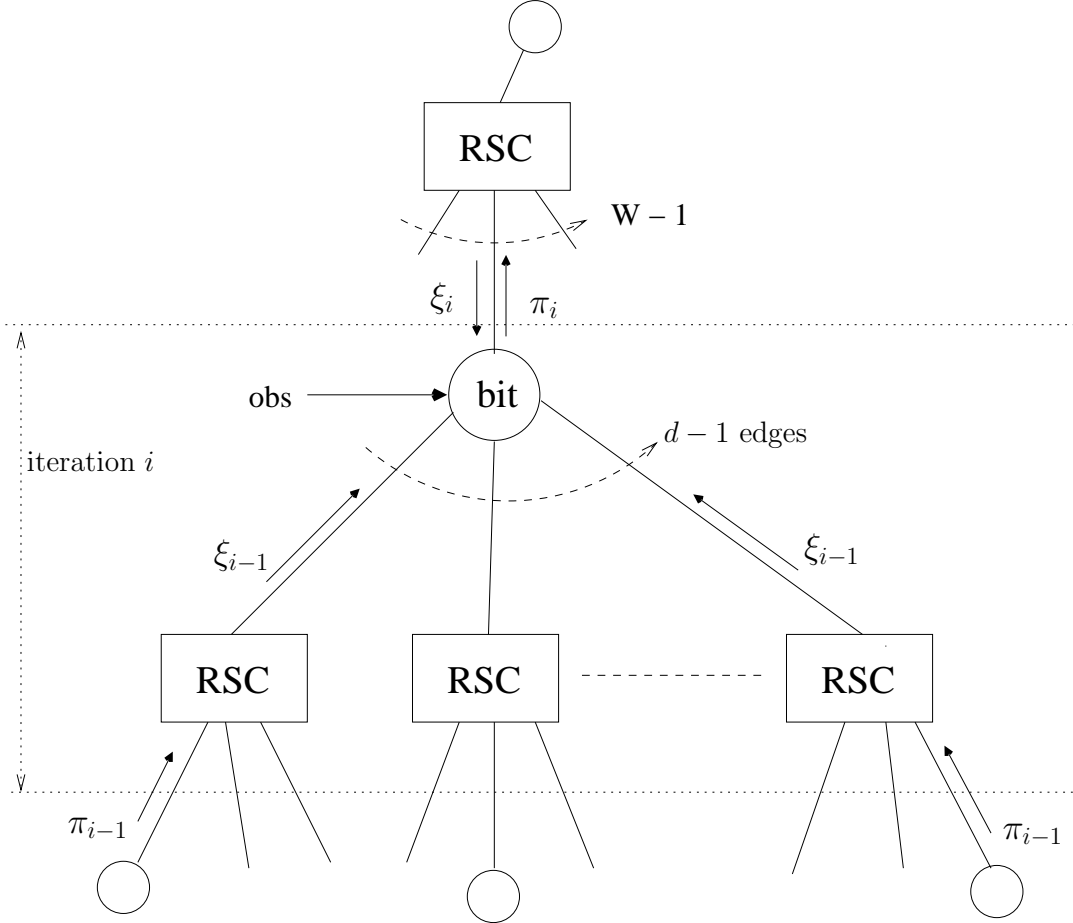 RSC
W – 1
ξ_i
π_i
obs
bit
d − 1 edges
iteration i
ξ_{i−1}
ξ_{i−1}
RSC
RSC
RSC
π_{i−1}
π_{i−1}